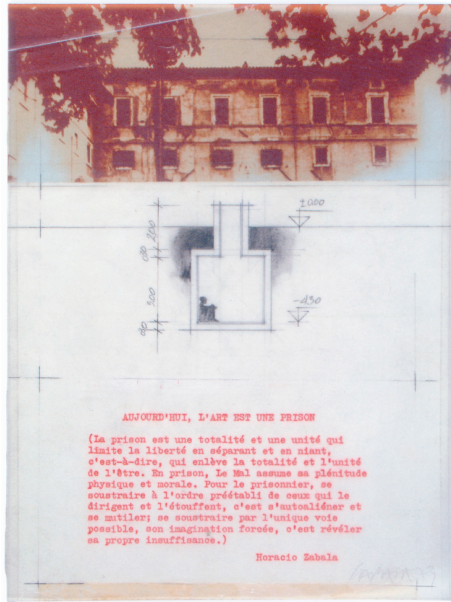 ±000
200
60
300
60
-430
AUJOURD'HUI, L'ART EST UNE PRISON
(La prison est une totalité et une unité qui
limite la liberté en séparant et en niant,
c'est-à-dire, qui enlève la totalité et l'unité
de l'être. En prison, Le Mal assume sa plénitude
physique et morale. Pour le prisonnier, se
soustraire à l'ordre préétabli de ceux qui le
dirigent et l'étouffent, c'est s'autoaliéner et
se mutiler; se soustraire par l'unique voie
possible, son imagination forcée, c'est révéler
sa propre insuffisance.)
Horacio Zabala